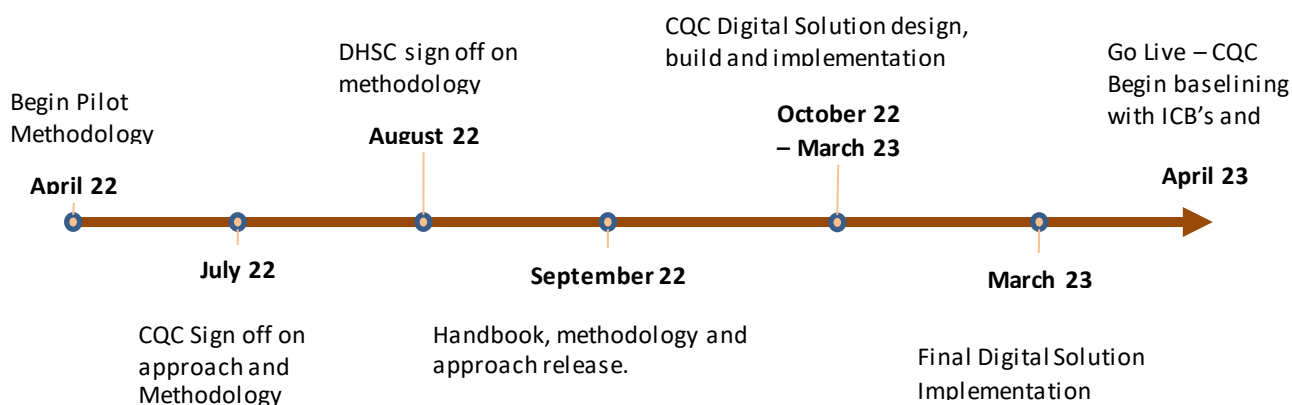 Begin Pilot
Methodology
April 22
CQC Sign off on
approach and
Methodology
July 22
DHSC sign off on
methodology
August 22
Handbook, methodology and
approach release.
September 22
CQC Digital Solution design,
build and implementation
October 22
– March 23
Final Digital Solution
Implementation
March 23
Go Live – CQC
Begin baselining
with ICB's and
April 23